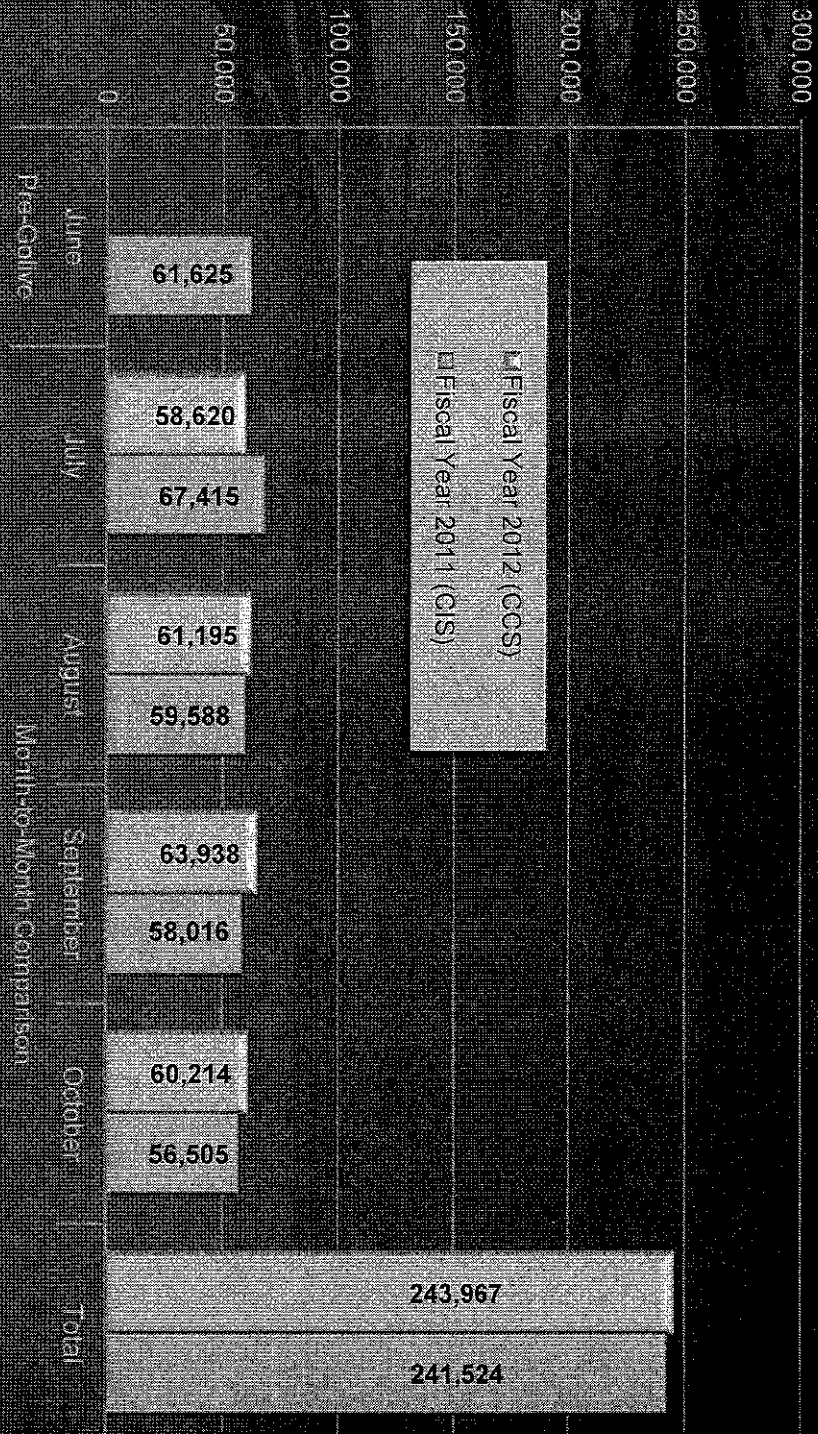 300,000
250,000
200,000
150,000
100,000
50,000
0
Fiscal Year 2012 (CCS)
Fiscal Year 2011 (CIS)
61,625
58,620
67,415
61,195
59,588
63,938
58,016
60,214
56,505
243,967
241,524
June
July
August
September
October
Total
Pre-Golive
Month-to-Month Comparison